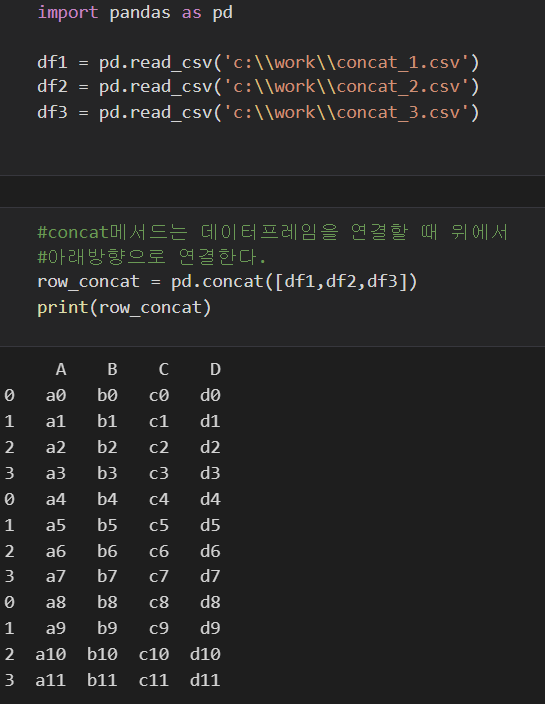 import pandas as pd
df1 = pd.read_csv('c:\\work\\concat_1.csv')
df2 = pd.read_csv('c:\\work\\concat_2.csv')
df3 = pd.read_csv('c:\\work\\concat_3.csv')
#concat메서드는 데이터프레임을 연결할 때 위에서
#아래방향으로 연결한다.
row_concat = pd.concat([df1,df2,df3])
print(row_concat)
A B C D
0 a0 b0 c0 d0
1 a1 b1 c1 d1
2 a2 b2 c2 d2
3 a3 b3 c3 d3
0 a4 b4 c4 d4
1 a5 b5 c5 d5
2 a6 b6 c6 d6
3 a7 b7 c7 d7
0 a8 b8 c8 d8
1 a9 b9 c9 d9
2 a10 b10 c10 d10
3 a11 b11 c11 d11